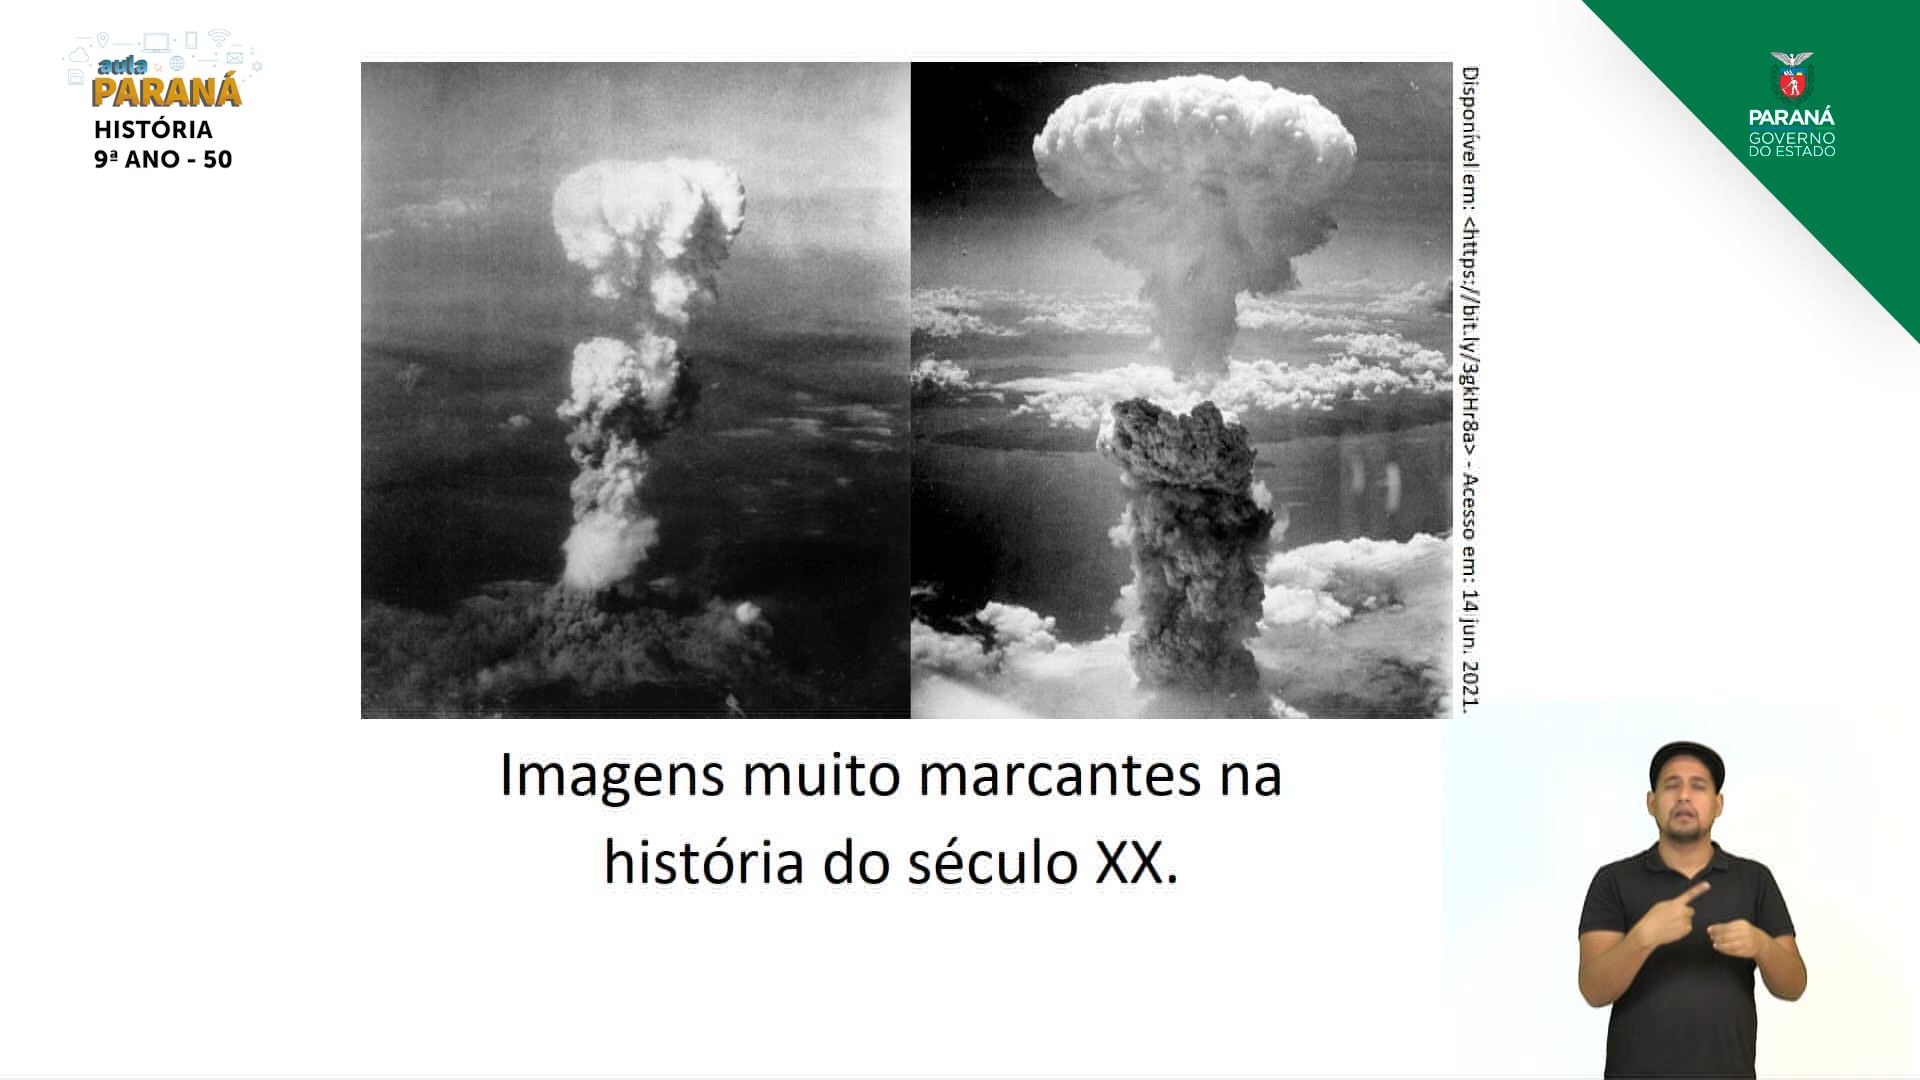 aula
PARANÁ
HISTÓRIA
9ª ANO - 50
PARANÁ
GOVERNO
DO ESTADO
Disponível em: <https://bit.ly/3gkHr8a> - Acesso em: 14 jun. 2021.
Imagens muito marcantes na
história do século XX.